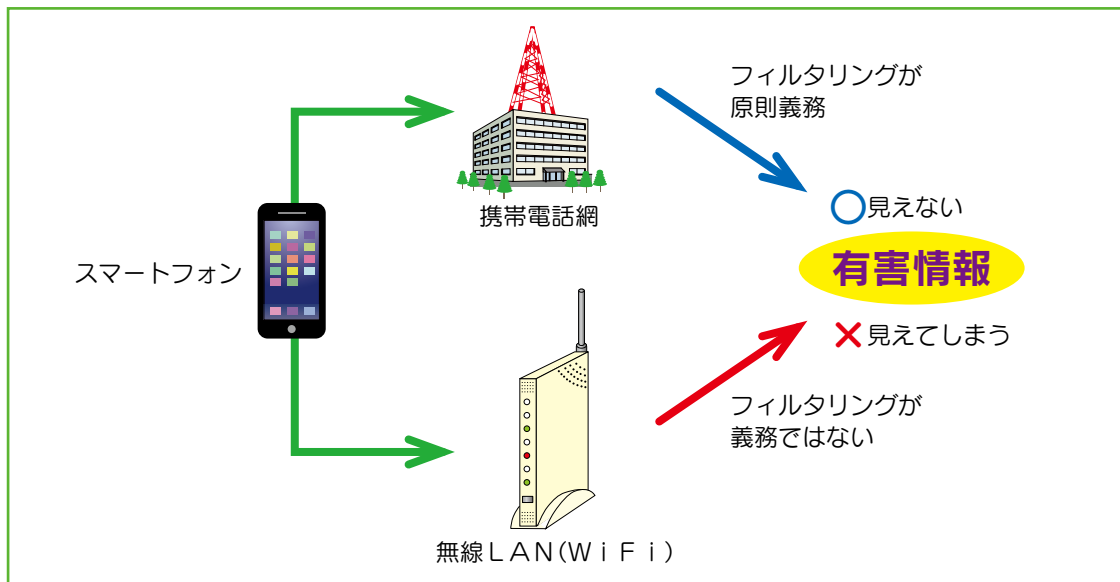 フィルタリングが
原則義務
携帯電話網
○見えない
スマートフォン
有害情報
×見えてしまう
フィルタリングが
義務ではない
無線ＬＡＮ(ＷｉＦｉ)